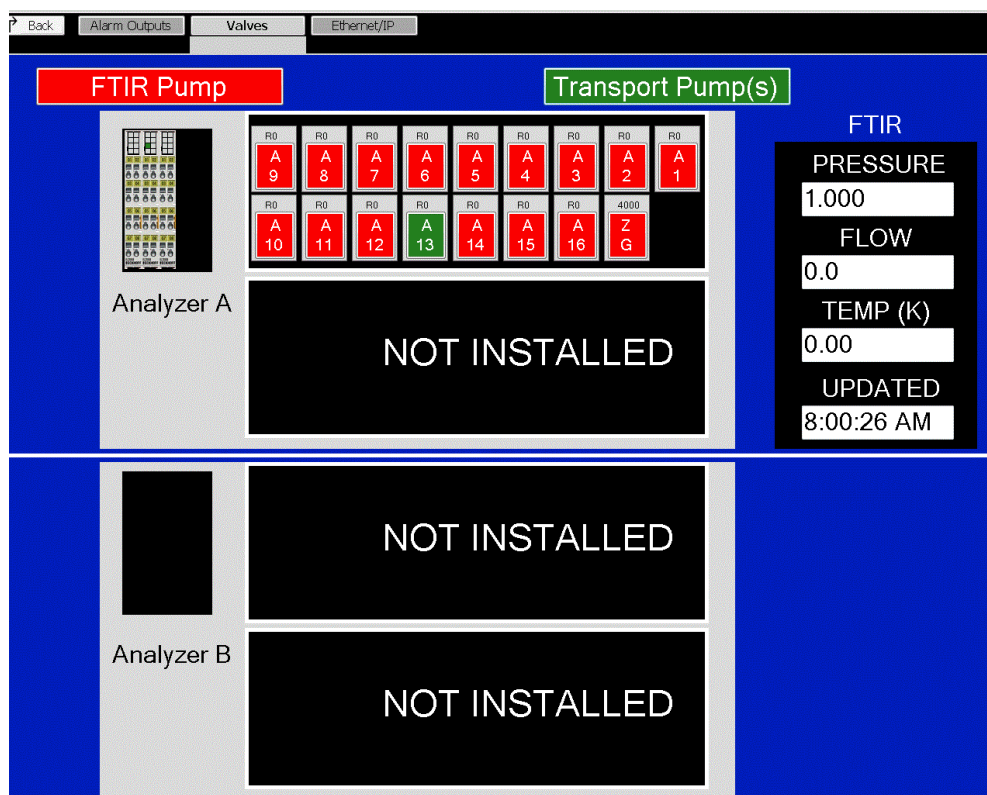 Back Alarm Outputs Valves Ethernet/IP
FTIR Pump Transport Pump(s)
FTIR
R0 R0 R0 R0 R0 R0 R0 R0 R0
A A A A A A A A A
9 8 7 6 5 4 3 2 1
R0 R0 R0 R0 R0 R0 R0 4000
A A A A A A A Z
10 11 12 13 14 15 16 G
PRESSURE
1.000
FLOW
0.0
TEMP (K)
0.00
UPDATED
8:00:26 AM
Analyzer A
NOT INSTALLED
NOT INSTALLED
Analyzer B
NOT INSTALLED